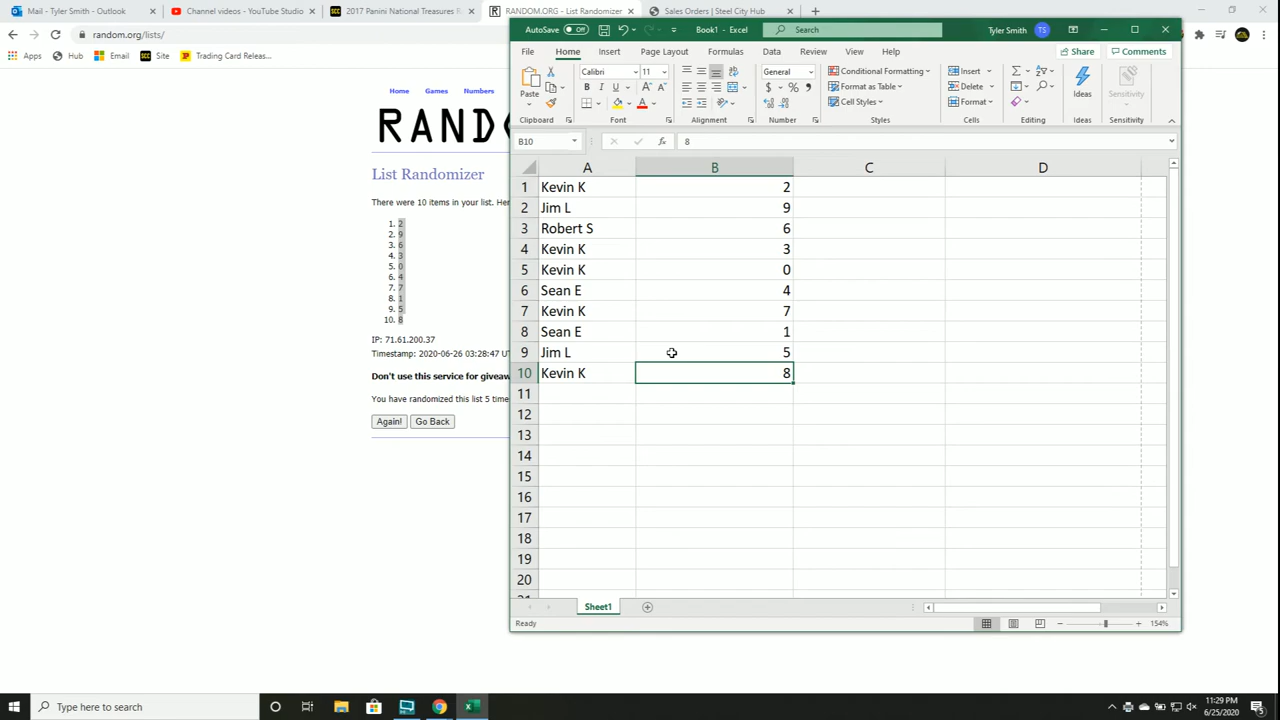 Mail - Tyler Smith - Outlook
Channel videos - YouTube Studio
2017 Panini National Treasures R
RANDOM.ORG - List Randomizer
Sales Orders | Steel City Hub
random.org/lists/
Apps
Hub
Email
Site
Trading Card Releas...
AutoSave
Off
Book1 - Excel
Search
Tyler Smith
TS
File
Home
Insert
Page Layout
Formulas
Data
Review
View
Help
Share
Comments
Paste
Clipboard
Calibri
11
B I U
Font
Alignment
General
Number
Conditional Formatting
Format as Table
Cell Styles
Styles
Insert
Delete
Format
Cells
Editing
Ideas
Ideas
Sensitivity
Sensitivity
B10
fx
8
Home
Games
Numbers
RAND
List Randomizer
There were 10 items in your list. Her
1. 2
2. 9
3. 6
4. 3
5. 0
6. 4
7. 7
8. 1
9. 5
10. 8
IP: 71.61.200.37
Timestamp: 2020-06-26 03:28:47
Don't use this service for giveaw
You have randomized this list 5 time
Again!
Go Back
A B C D
1 Kevin K 2
2 Jim L 9
3 Robert S 6
4 Kevin K 3
5 Kevin K 0
6 Sean E 4
7 Kevin K 7
8 Sean E 1
9 Jim L 5
10 Kevin K 8
11
12
13
14
15
16
17
18
19
20
Sheet1
Ready
154%
Type here to search
11:29 PM
6/25/2020